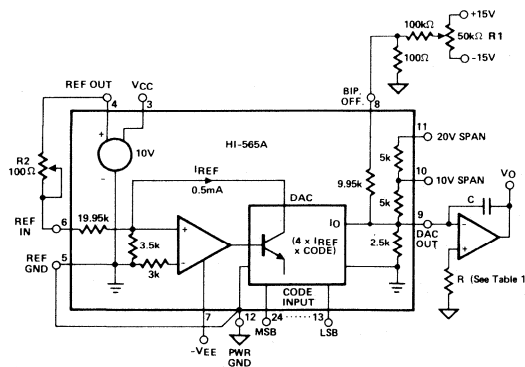 100kΩ
+15V
50kΩ R1
100Ω
-15V
REF OUT
VCC
4
3
BIP.
OFF.
8
HI-565A
11
20V SPAN
+
10V
-
5k
R2
100Ω
IREF
0.5mA
9.95k
10
10V SPAN
VO
DAC
5k
C
REF
IN
6
19.95k
+
IO
9
DAC
OUT
-
3.5k
(4 × IREF
× CODE)
2.5k
+
REF
GND
5
3k
-
CODE
INPUT
R (See Table 1
7
12
24
13
MSB
LSB
-VEE
PWR
GND